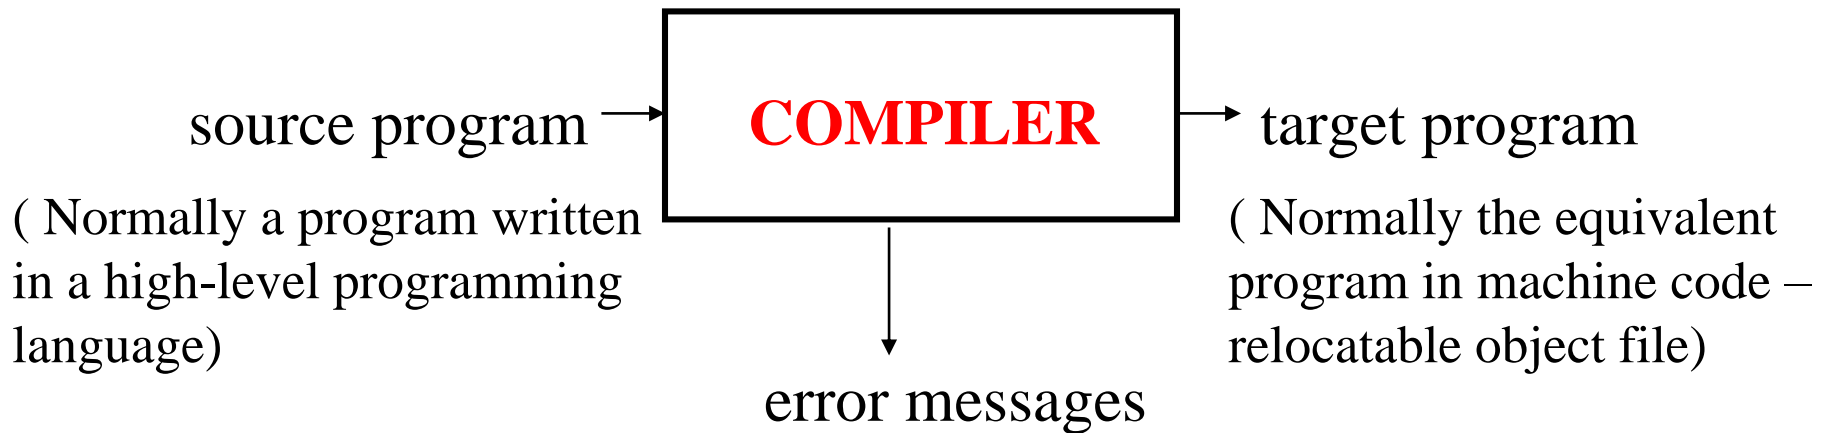 source program
COMPILER
target program
( Normally a program written
in a high-level programming
language)
( Normally the equivalent
program in machine code –
relocatable object file)
error messages